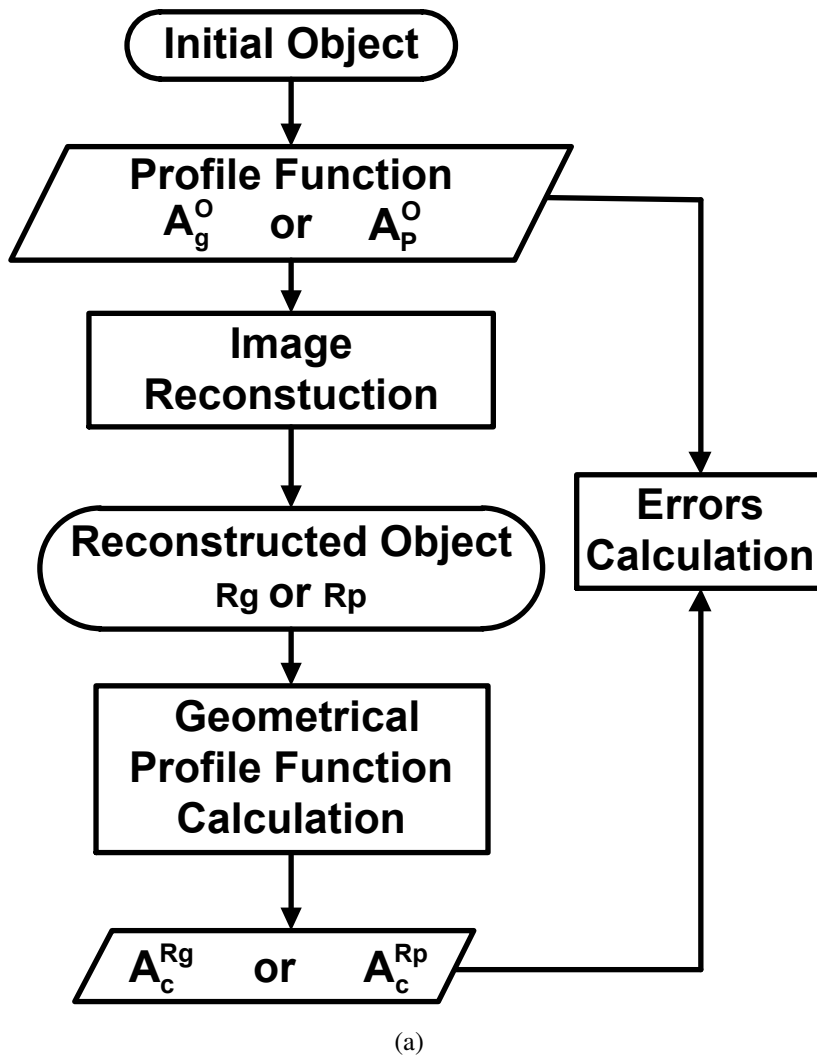 Initial Object
Profile Function
A_g^O or A_P^O
Image
Reconstuction
Reconstructed Object
Rg or Rp
Errors
Calculation
Geometrical
Profile Function
Calculation
A_c^Rg or A_c^Rp
(a)